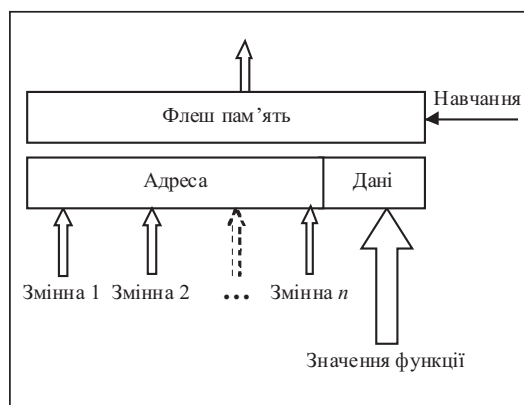 Навчання
Флеш пам’ять
Адреса
Дані
Змінна 1 Змінна 2 ... Змінна n
Значення функції